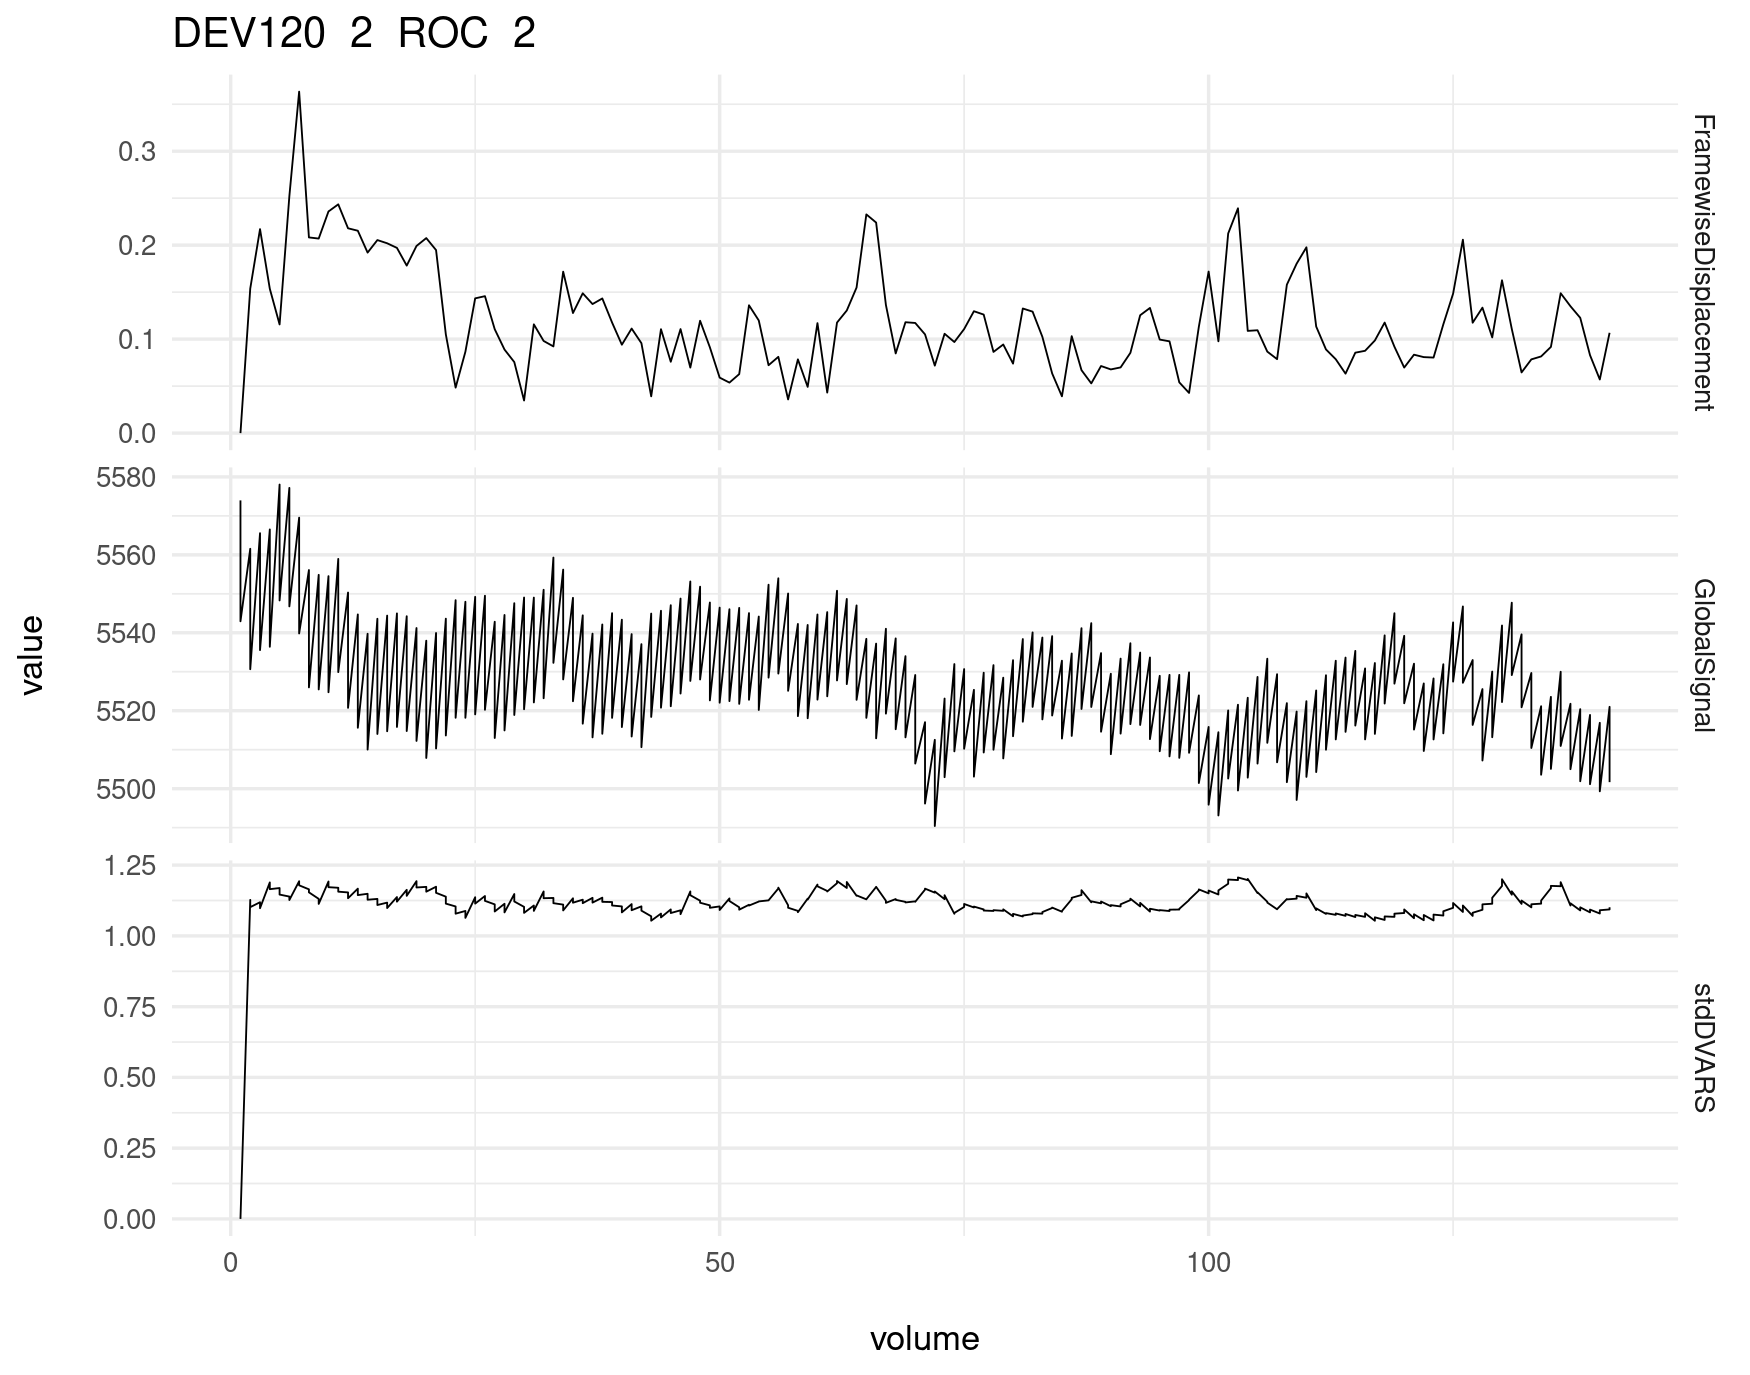 DEV120 2 ROC 2
0.3
0.2
0.1
0.0
FramewiseDisplacement
5580
5560
5540
5520
5500
GlobalSignal
value
1.25
1.00
0.75
0.50
0.25
0.00
stdDVARS
0 50 100
volume